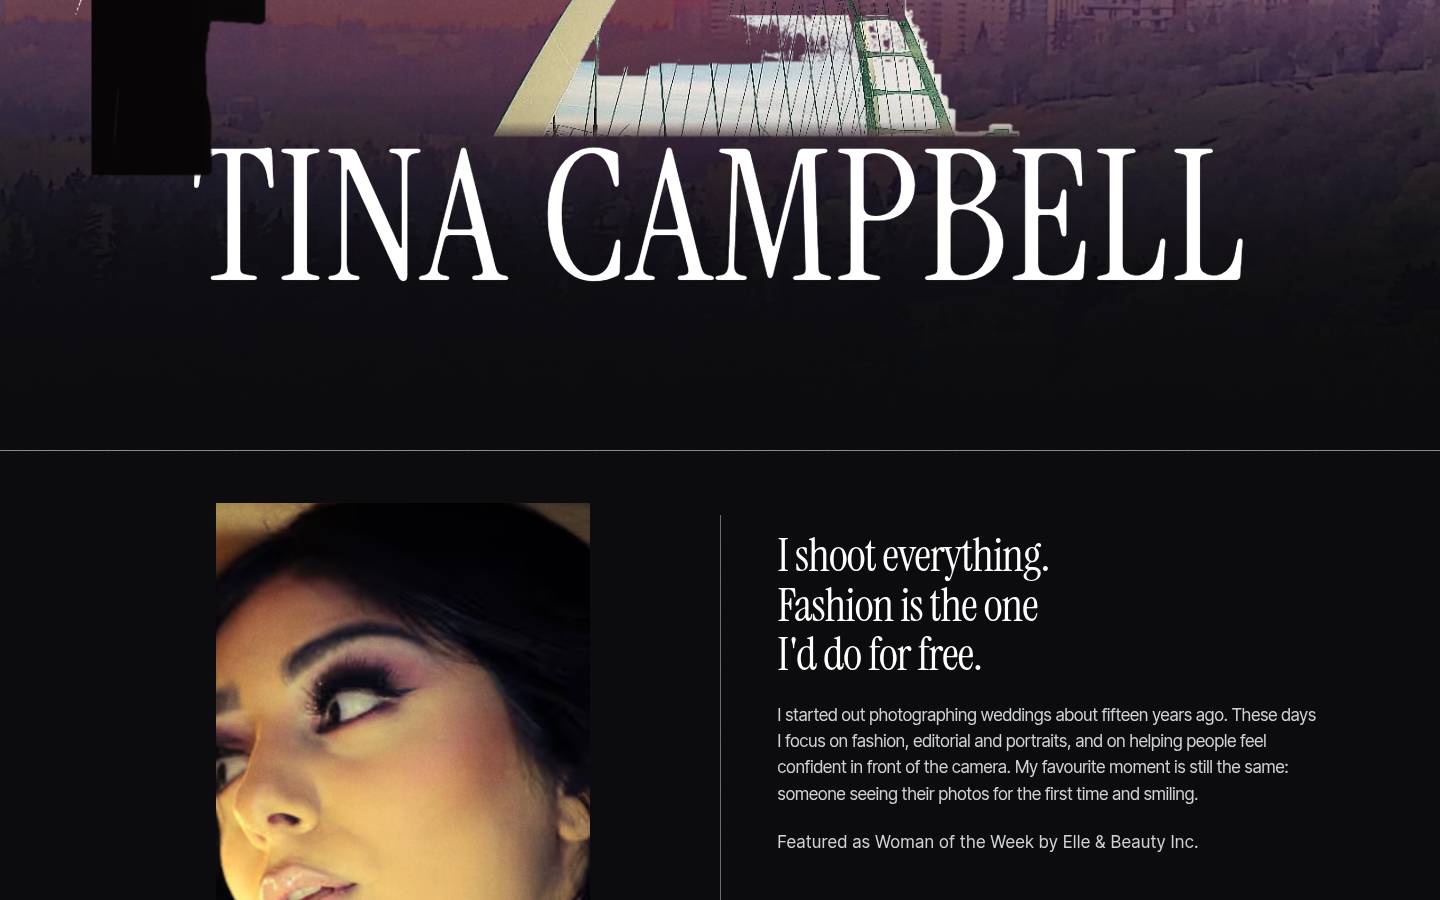 TINA CAMPBELL
I shoot everything.
Fashion is the one
I'd do for free.
I started out photographing weddings about fifteen years ago. These days
I focus on fashion, editorial and portraits, and on helping people feel
confident in front of the camera. My favourite moment is still the same:
someone seeing their photos for the first time and smiling.
Featured as Woman of the Week by Elle & Beauty Inc.